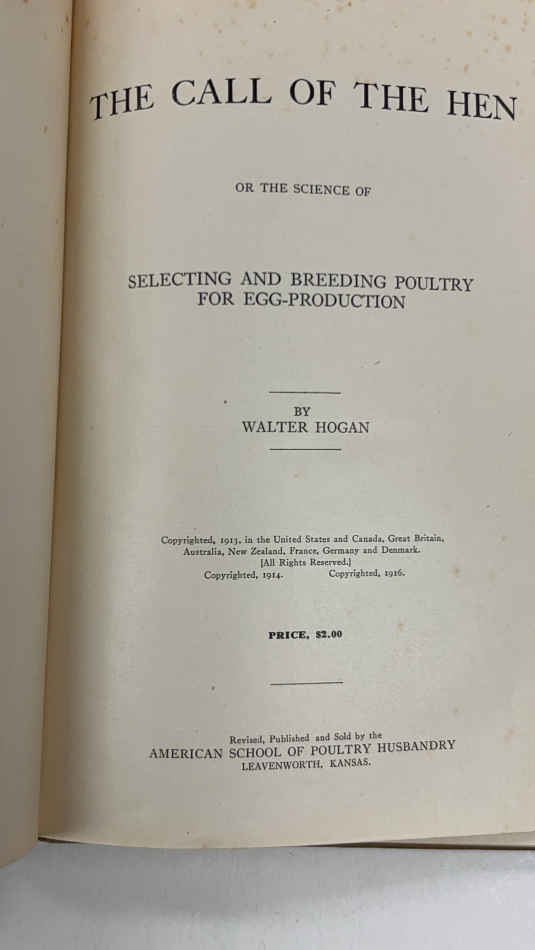 THE CALL OF THE HEN
OR THE SCIENCE OF
SELECTING AND BREEDING POULTRY
FOR EGG-PRODUCTION
BY
WALTER HOGAN
Copyrighted, 1913, in the United States and Canada, Great Britain,
Australia, New Zealand, France, Germany and Denmark.
[All Rights Reserved.]
Copyrighted, 1914. Copyrighted, 1916.
PRICE, $2.00
Revised, Published and Sold by the
AMERICAN SCHOOL OF POULTRY HUSBANDRY
LEAVENWORTH, KANSAS.